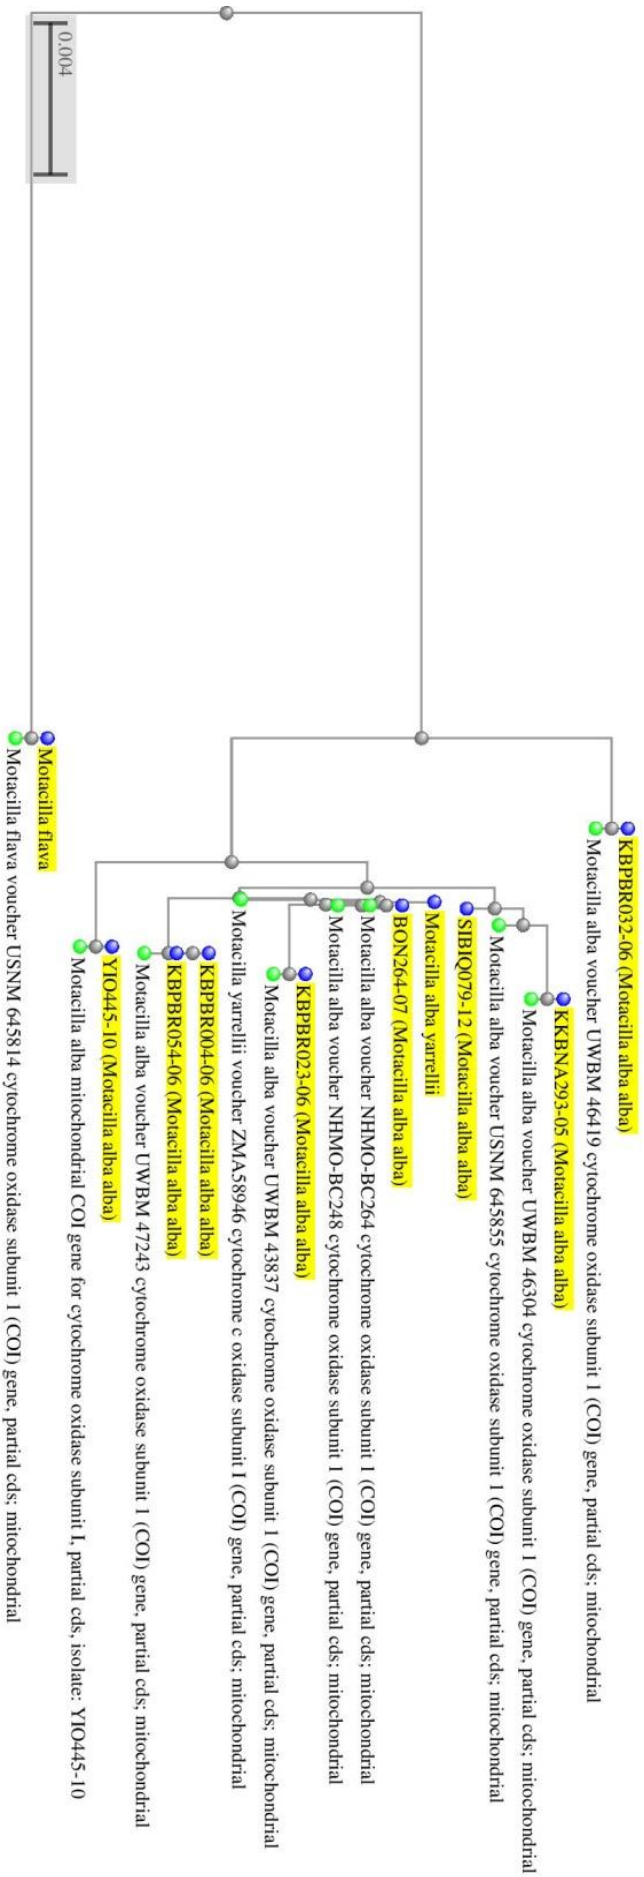 KBPBR032-06 (Motacilla alba alba)
Motacilla alba voucher UWBM 46419 cytochrome oxidase subunit 1 (COI) gene, partial cds; mitochondrial
KKBNA293-05 (Motacilla alba alba)
Motacilla alba voucher UWBM 46304 cytochrome oxidase subunit 1 (COI) gene, partial cds; mitochondrial
Motacilla alba voucher USNM 645855 cytochrome oxidase subunit 1 (COI) gene, partial cds; mitochondrial
SIBIQ079-12 (Motacilla alba alba)
Motacilla alba yarrellii
BON264-07 (Motacilla alba alba)
Motacilla alba voucher NHMO-BC264 cytochrome oxidase subunit 1 (COI) gene, partial cds; mitochondrial
Motacilla alba voucher NHMO-BC248 cytochrome oxidase subunit 1 (COI) gene, partial cds; mitochondrial
KBPBR023-06 (Motacilla alba alba)
Motacilla alba voucher UWBM 43837 cytochrome oxidase subunit 1 (COI) gene, partial cds; mitochondrial
Motacilla yarrellii voucher ZMA58946 cytochrome c oxidase subunit I (COI) gene, partial cds; mitochondrial
KBPBR004-06 (Motacilla alba alba)
KBPBR054-06 (Motacilla alba alba)
Motacilla alba voucher UWBM 47243 cytochrome oxidase subunit 1 (COI) gene, partial cds; mitochondrial
YIO445-10 (Motacilla alba alba)
Motacilla alba mitochondrial COI gene for cytochrome oxidase subunit I, partial cds, isolate: YIO445-10
Motacilla flava
Motacilla flava voucher USNM 645814 cytochrome oxidase subunit 1 (COI) gene, partial cds; mitochondrial
0.004